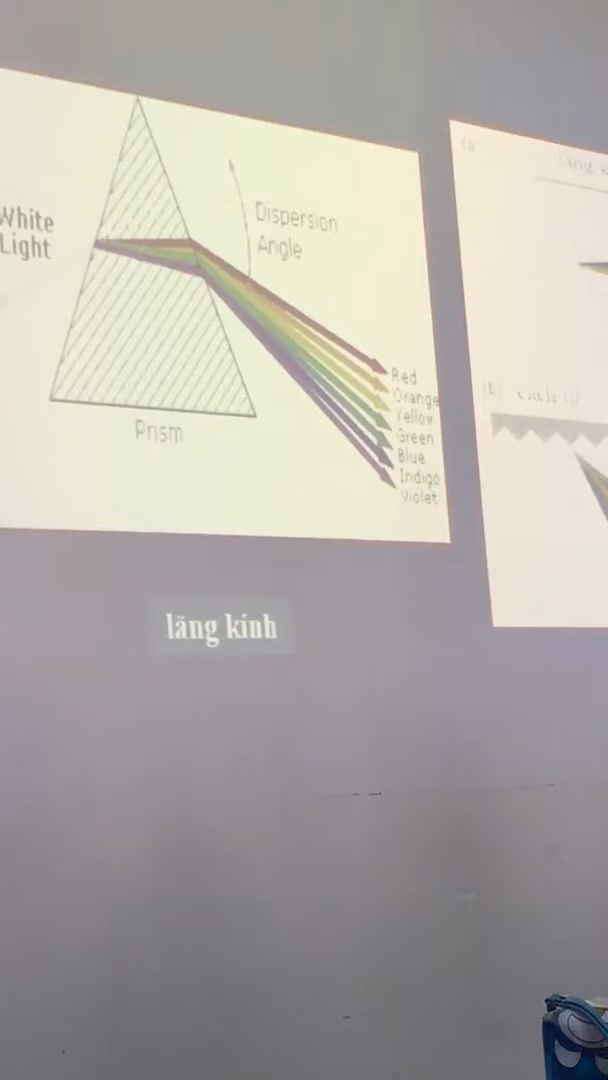 White
Light
Dispersion
Angle
Red
Orange
Yellow
Green
Blue
Indigo
Violet
Prism
lăng kính